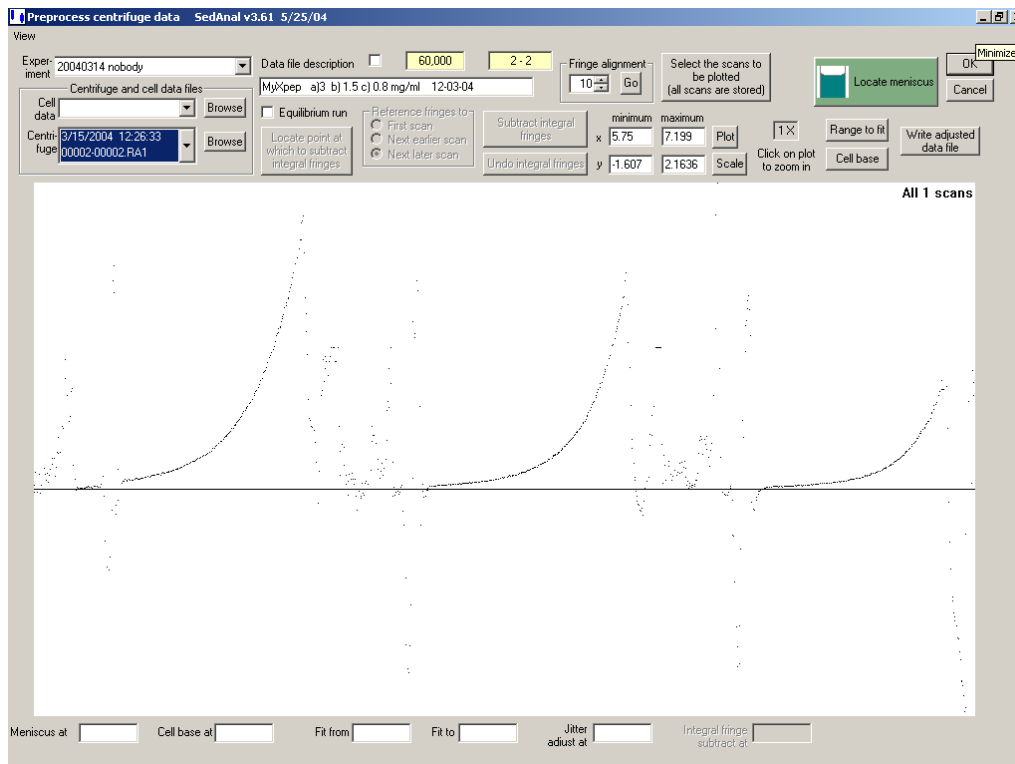 Preprocess centrifuge data SedAnal v3.61 5/25/04
View
Minimize
Exper-
iment
20040314 nobody
Data file description
60,000
2 - 2
Fringe alignment
10
Go
Select the scans to
be plotted
(all scans are stored)
Locate meniscus
OK
Cancel
Centrifuge and cell data files
Cell
data
Browse
Centri-
fuge
3/15/2004 12:26:33
00002-00002.RA1
Browse
MyXpep a)3 b) 1.5 c) 0.8 mg/ml 12-03-04
Equilibrium run
Locate point at
which to subtract
integral fringes
Reference fringes to
First scan
Next earlier scan
Next later scan
Subtract integral
fringes
Undo integral fringes
minimum maximum
x 5.75 7.199 Plot
y -1.607 2.1636 Scale
1X
Click on plot
to zoom in
Range to fit
Cell base
Write adjusted
data file
All 1 scans
Meniscus at
Cell base at
Fit from
Fit to
Jitter
adjust at
Integral fringe
subtract at